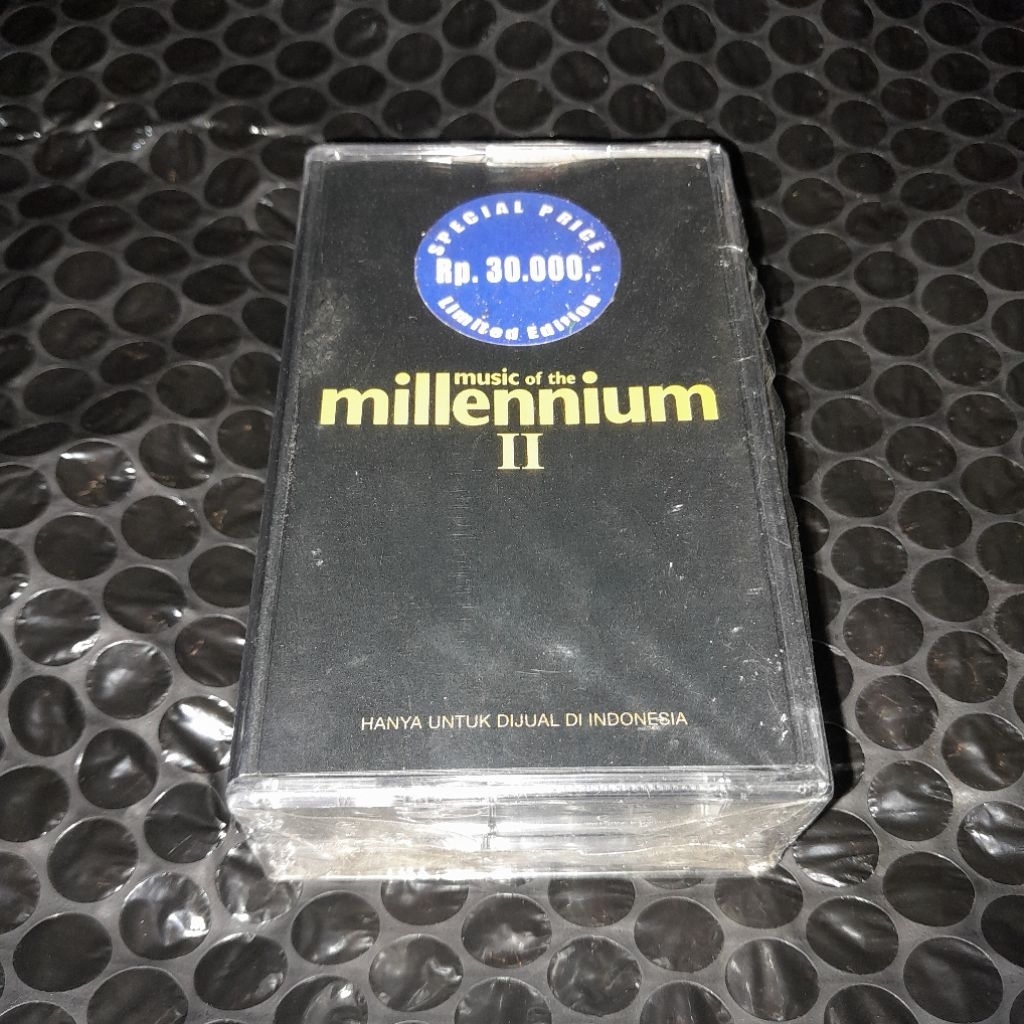 SPECIAL PRICE
Rp. 30.000,-
Limited Edition
music of the
millennium
II
HANYA UNTUK DIJUAL DI INDONESIA